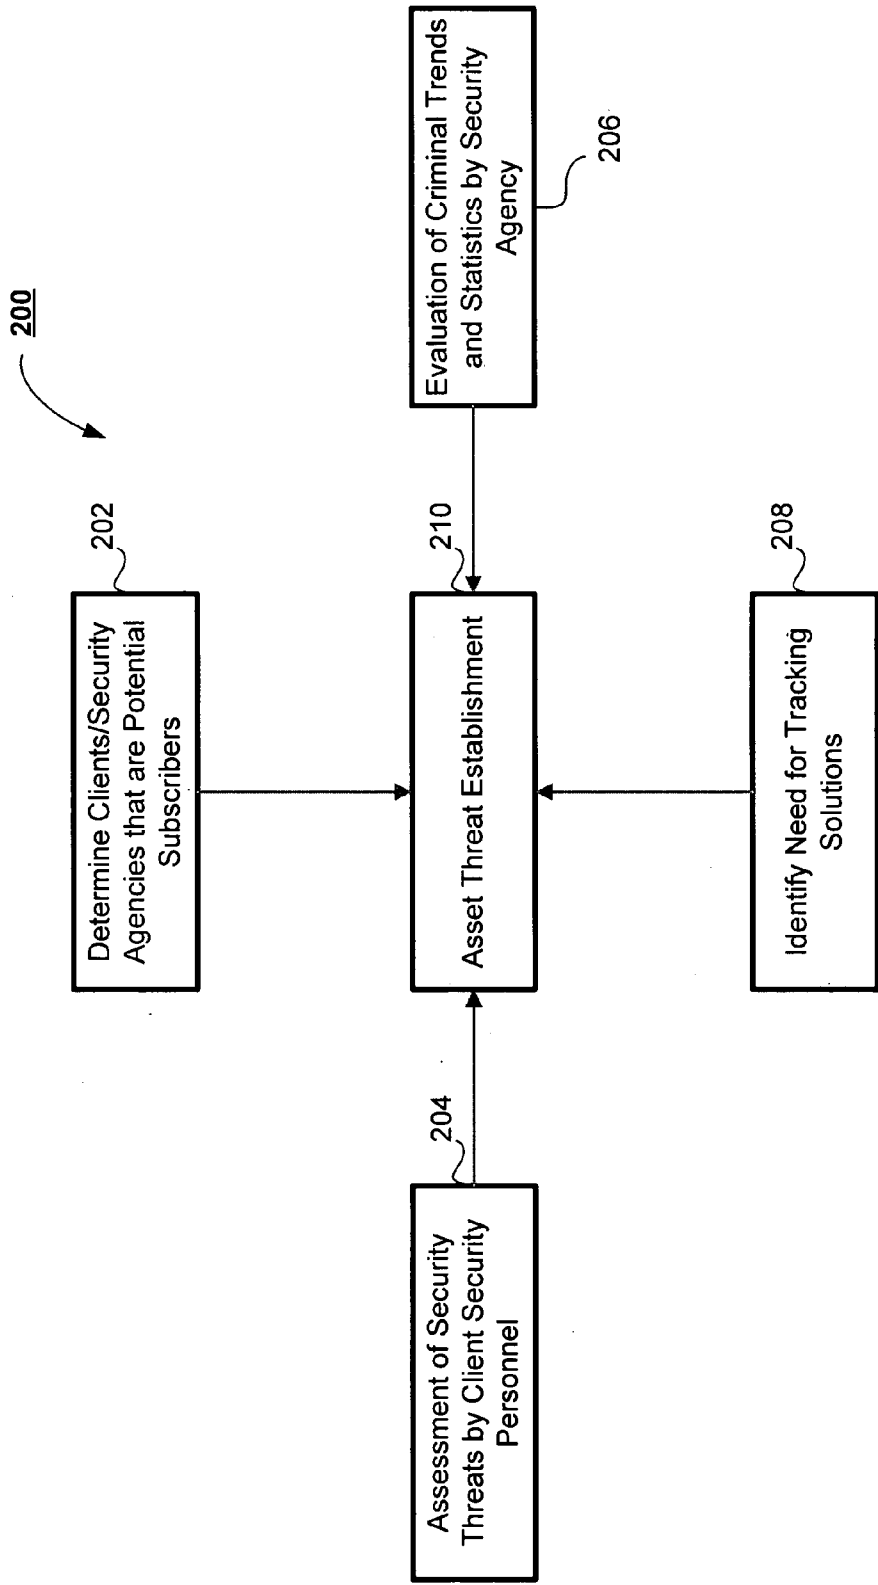 200
202
Determine Clients/Security
Agencies that are Potential
Subscribers
204
Assessment of Security
Threats by Client Security
Personnel
210
Asset Threat Establishment
206
Evaluation of Criminal Trends
and Statistics by Security
Agency
208
Identify Need for Tracking
Solutions